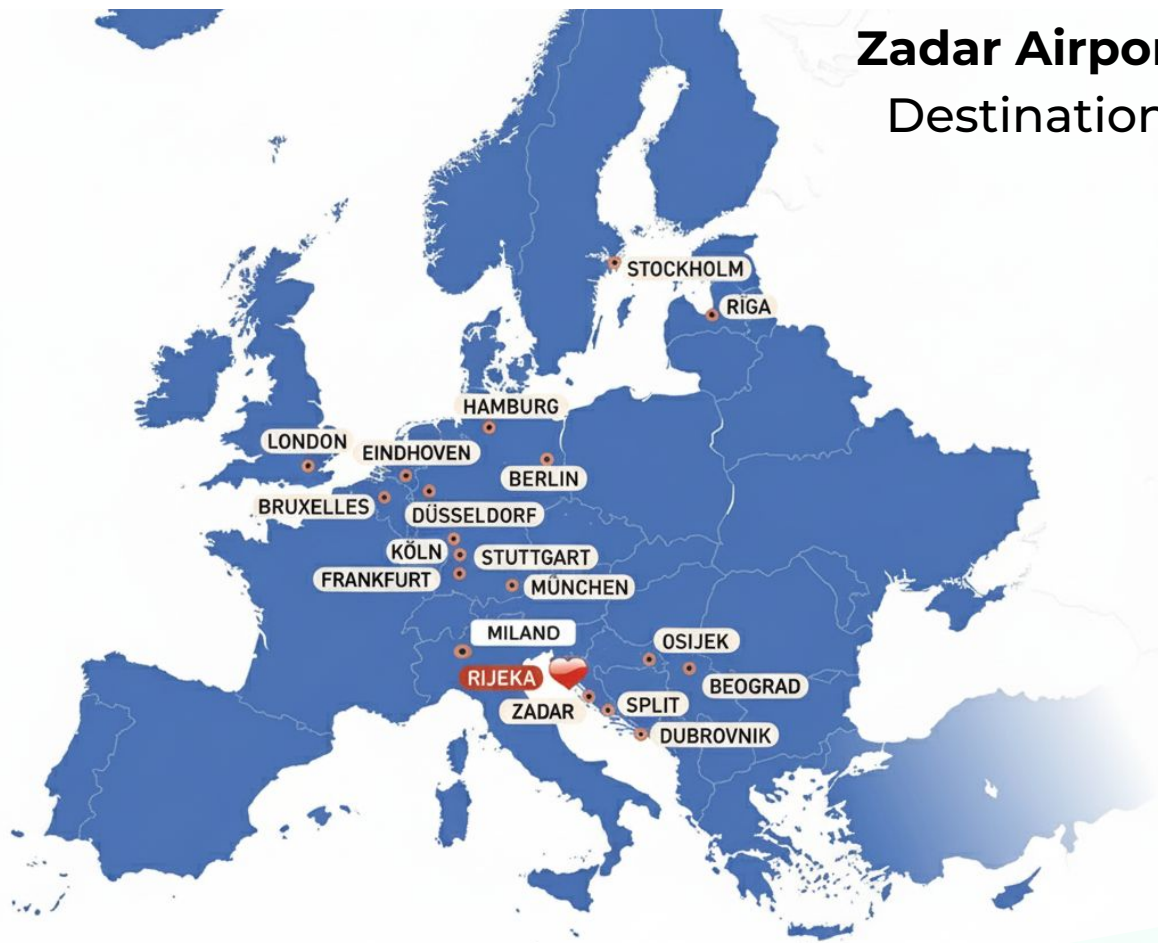 Zadar Airpor
Destination
STOCKHOLM
RĪGA
HAMBURG
LONDON
EINDHOVEN
BERLIN
BRUXELLES
DÜSSELDORF
KÖLN
STUTTGART
FRANKFURT
MÜNCHEN
MILAND
OSIJEK
RIJEKA
BEOGRAD
ZADAR
SPLIT
DUBROVNIK